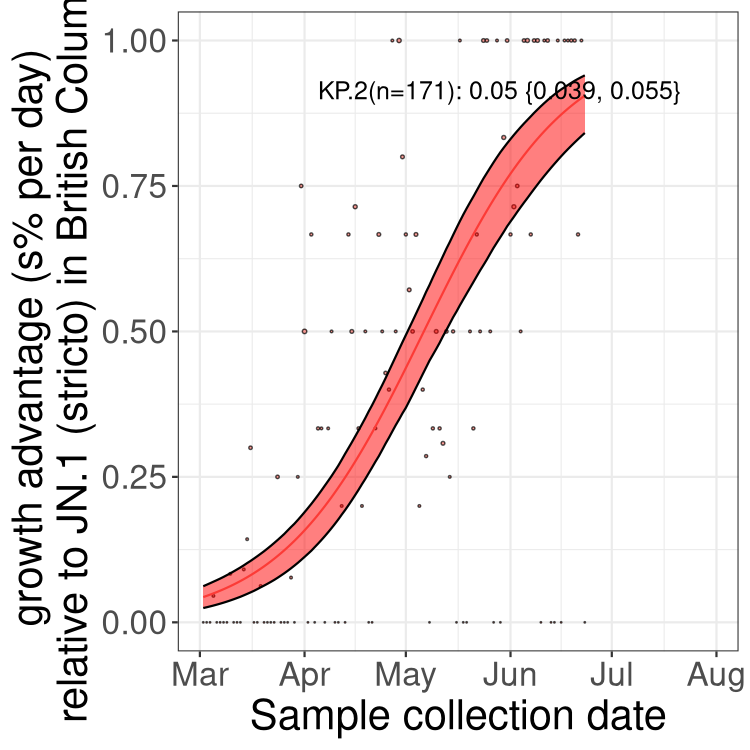 growth advantage (s% per day)
relative to JN.1 (stricto) in British Colum
1.00
0.75
0.50
0.25
0.00
KP.2(n=171): 0.05 {0.039, 0.055}
Mar Apr May Jun Jul Aug
Sample collection date